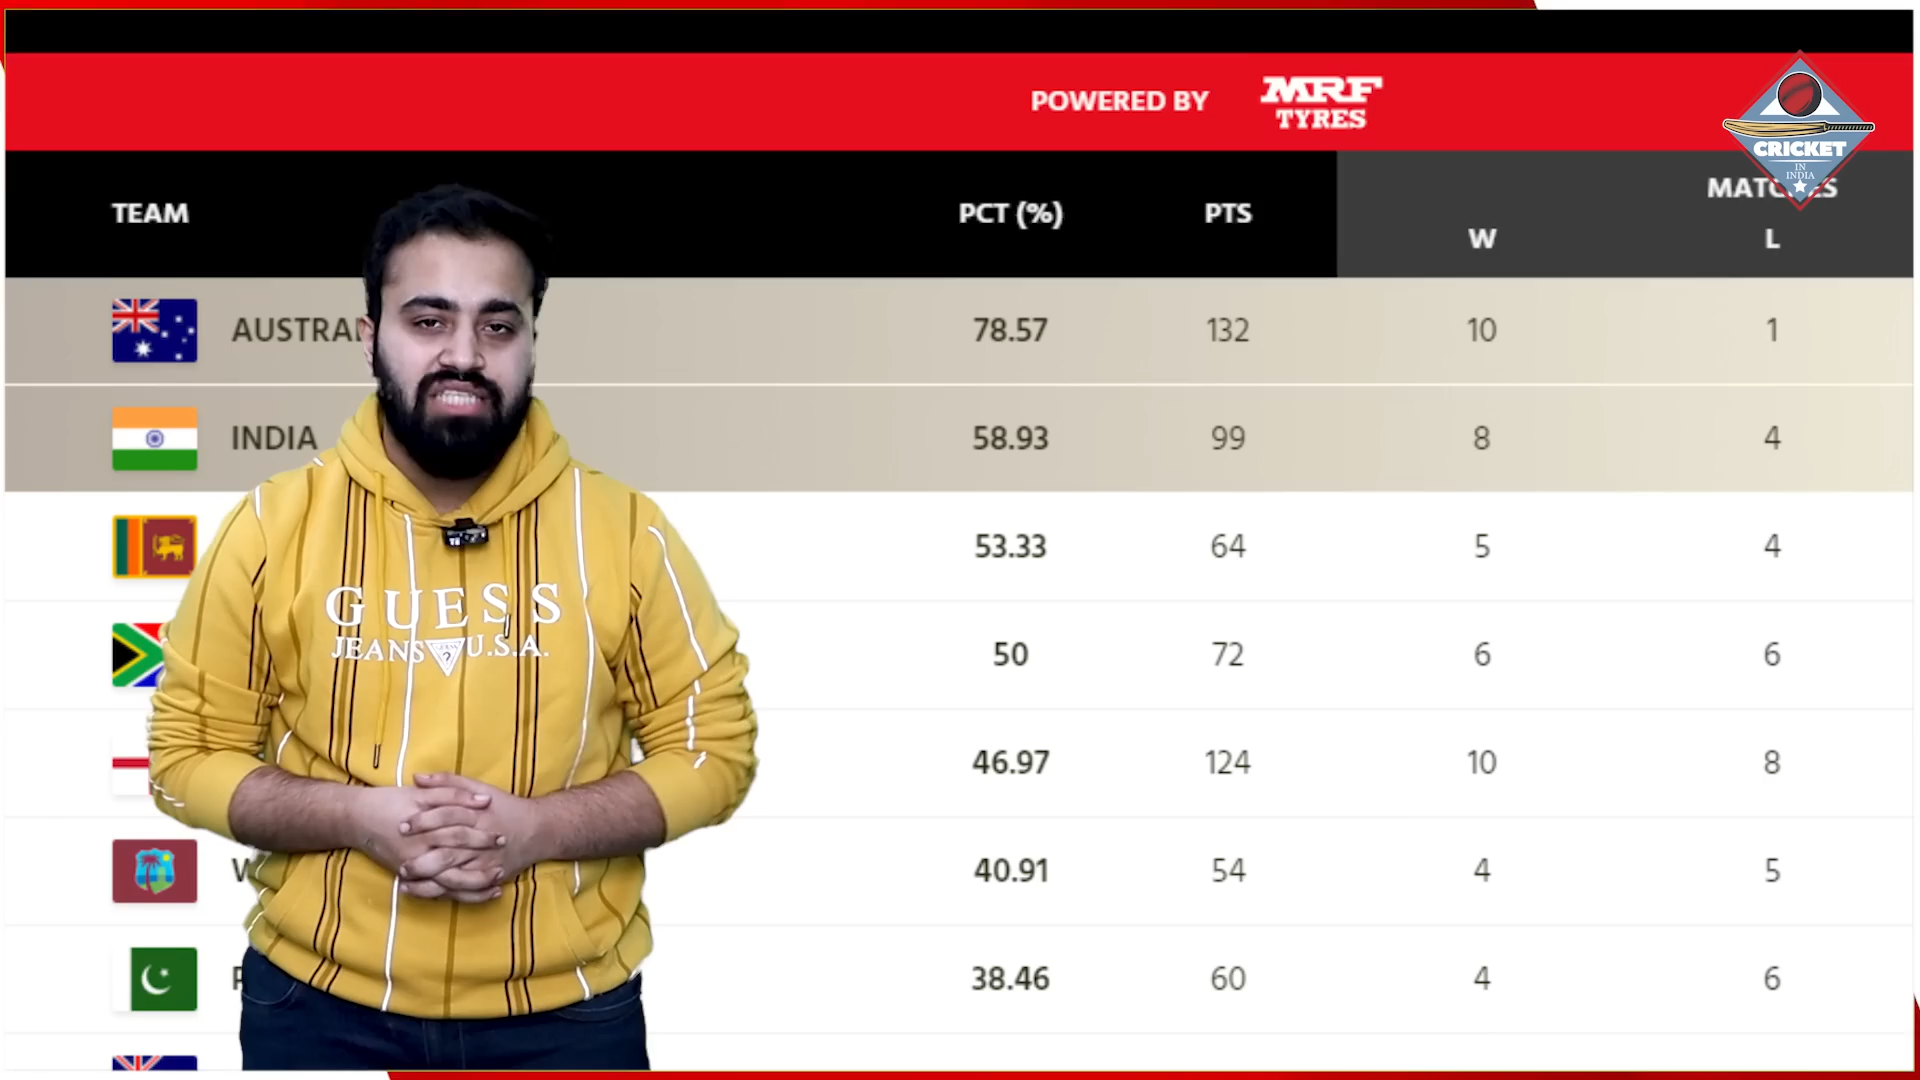 POWERED BY MRF TYRES
CRICKET
IN
INDIA
MATCHES
TEAM PCT (%) PTS W L
78.57 132 10 1
INDIA 58.93 99 8 4
53.33 64 5 4
50 72 6 6
46.97 124 10 8
40.91 54 4 5
38.46 60 4 6
GUESS
JEANS ? U.S.A.